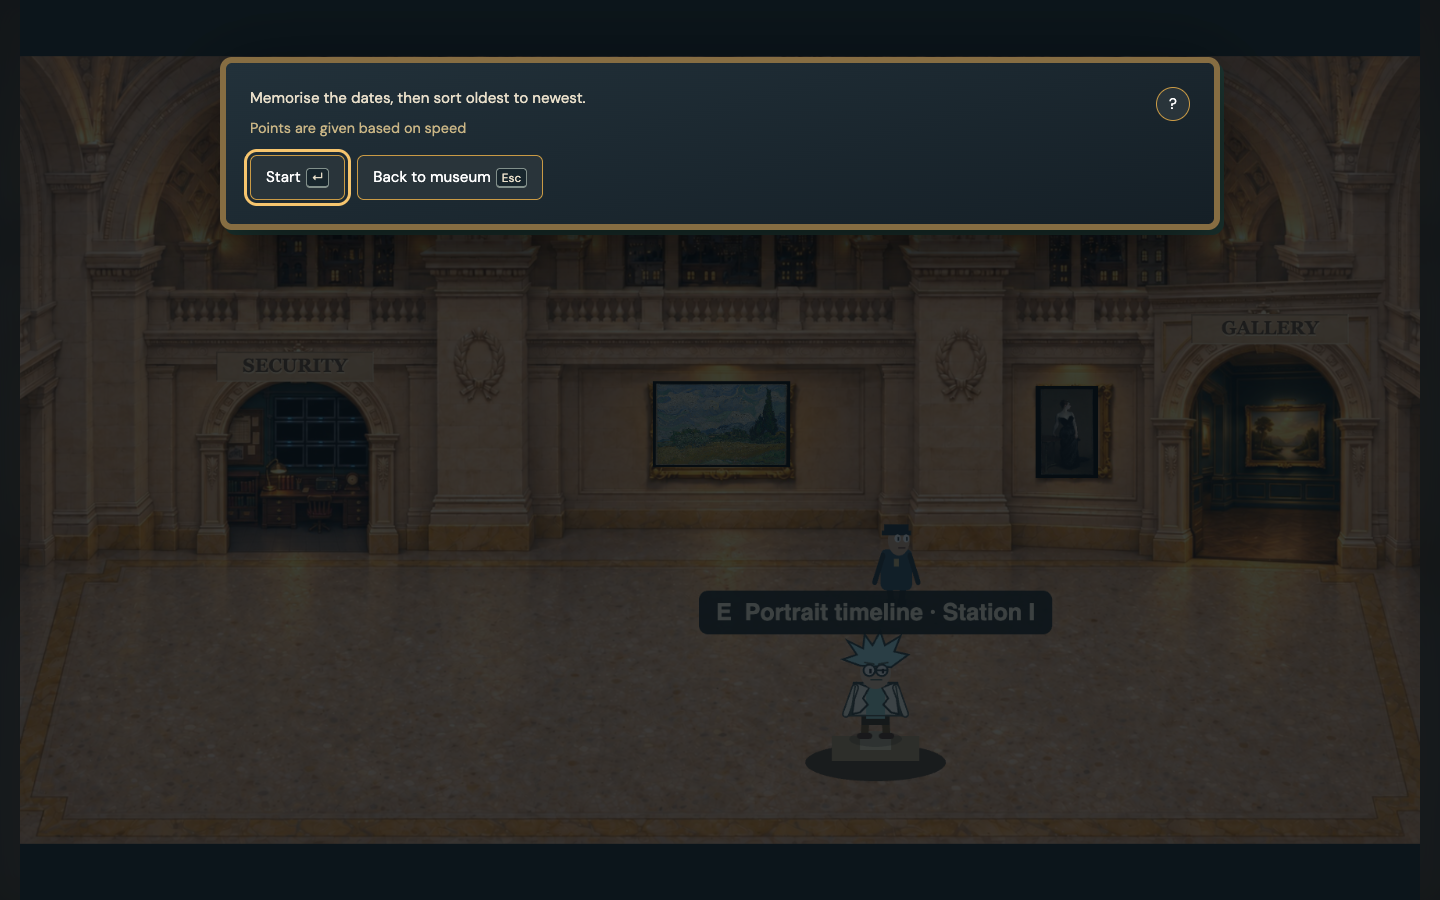 Memorise the dates, then sort oldest to newest.
?
Points are given based on speed
Start ↵ Back to museum Esc
GALLERY
SECURITY
E Portrait timeline · Station I